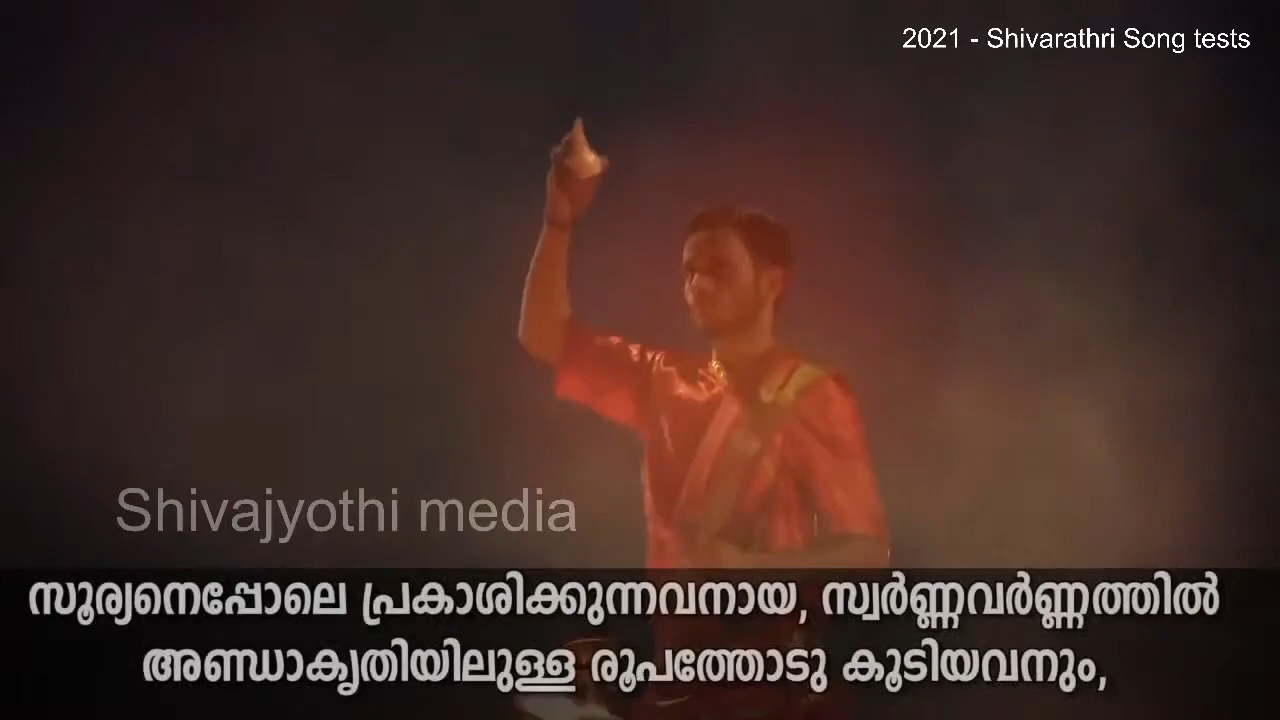 2021 - Shivarathri Song tests
Shivajyothi media
സൂര്യനെപ്പോലെ പ്രകാശിക്കുന്നവനായ, സ്വർണ്ണവർണ്ണത്തിൽ
അണ്ഡാകൃതിയിലുള്ള രൂപത്തോടു കൂടിയവനും,